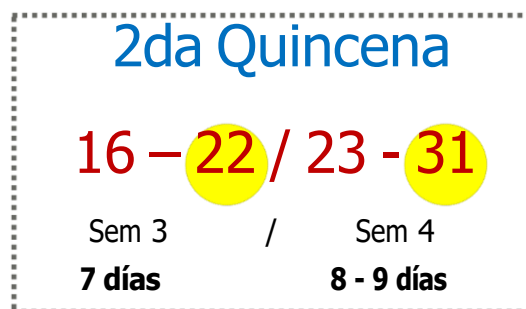 2da Quincena
16 – 22 / 23 - 31
Sem 3 / Sem 4
7 días 8 - 9 días